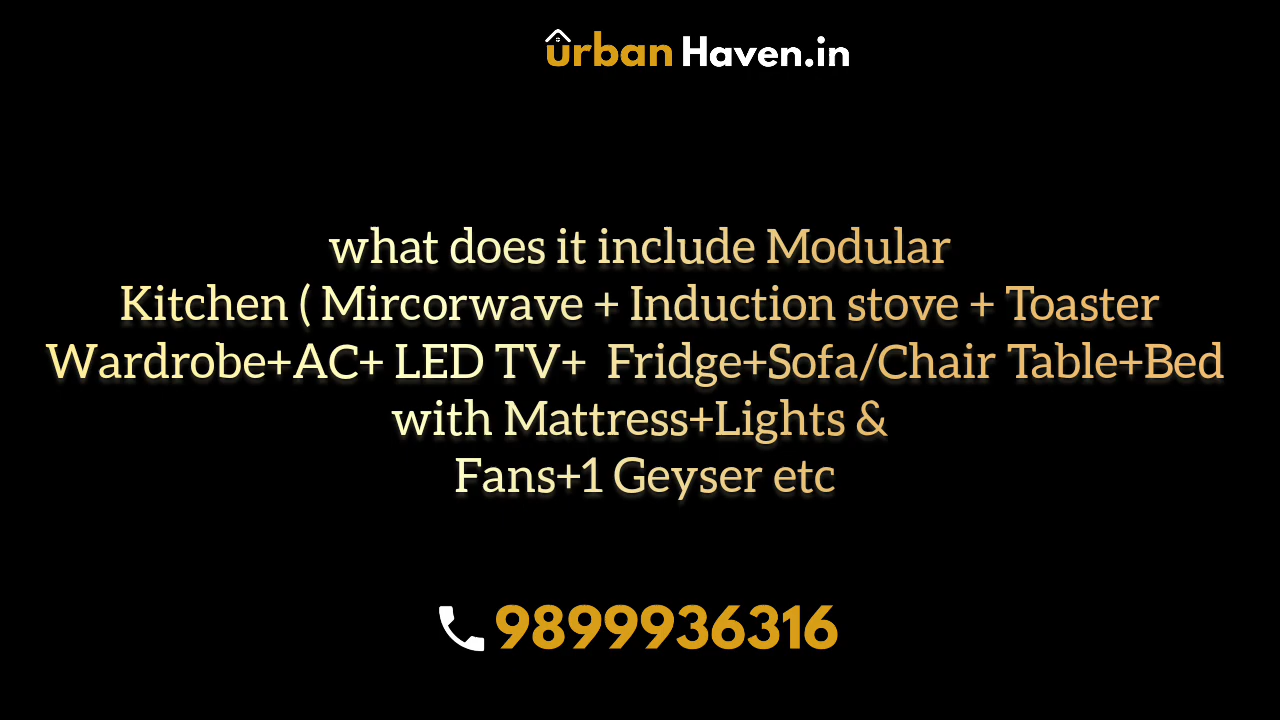 urban Haven.in
what does it include Modular
Kitchen ( Mircorwave + Induction stove + Toaster
Wardrobe+AC+ LED TV+ Fridge+Sofa/Chair Table+Bed
with Mattress+Lights &
Fans+1 Geyser etc
9899936316